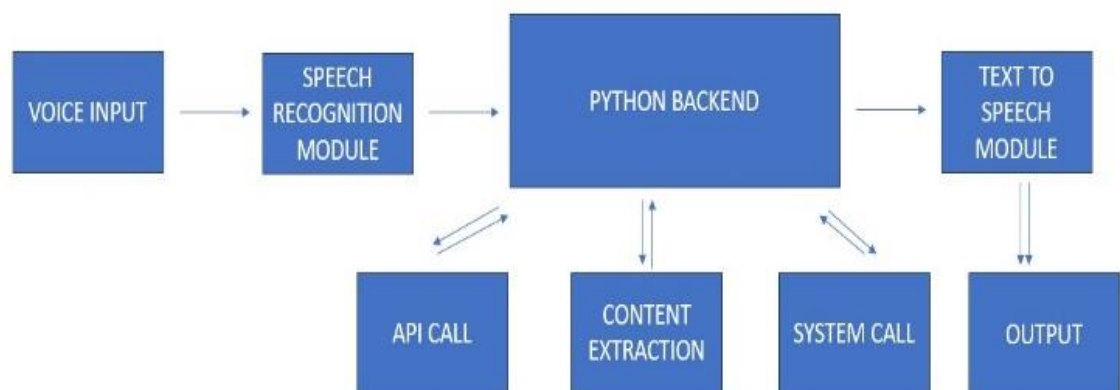 VOICE INPUT
SPEECH
RECOGNITION
MODULE
PYTHON BACKEND
TEXT TO
SPEECH
MODULE
API CALL
CONTENT
EXTRACTION
SYSTEM CALL
OUTPUT